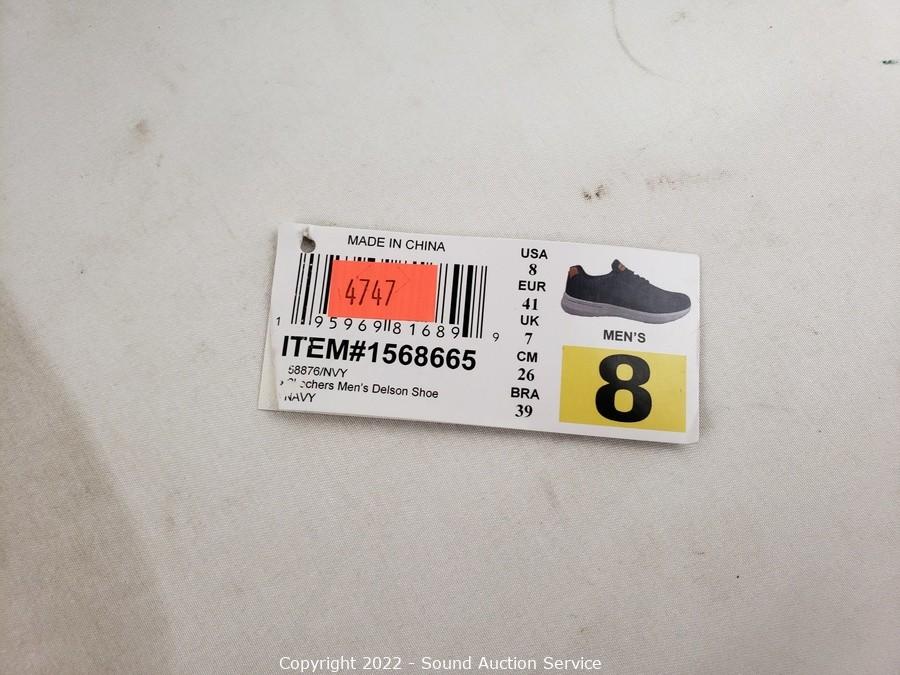 MADE IN CHINA
4747
1 95969 81689 9
ITEM#1568665
58876/NVY
Men's Delson Shoe
NAVY
USA
8
EUR
41
UK
7
CM
26
BRA
39
MEN'S
8
Copyright 2022 - Sound Auction Service